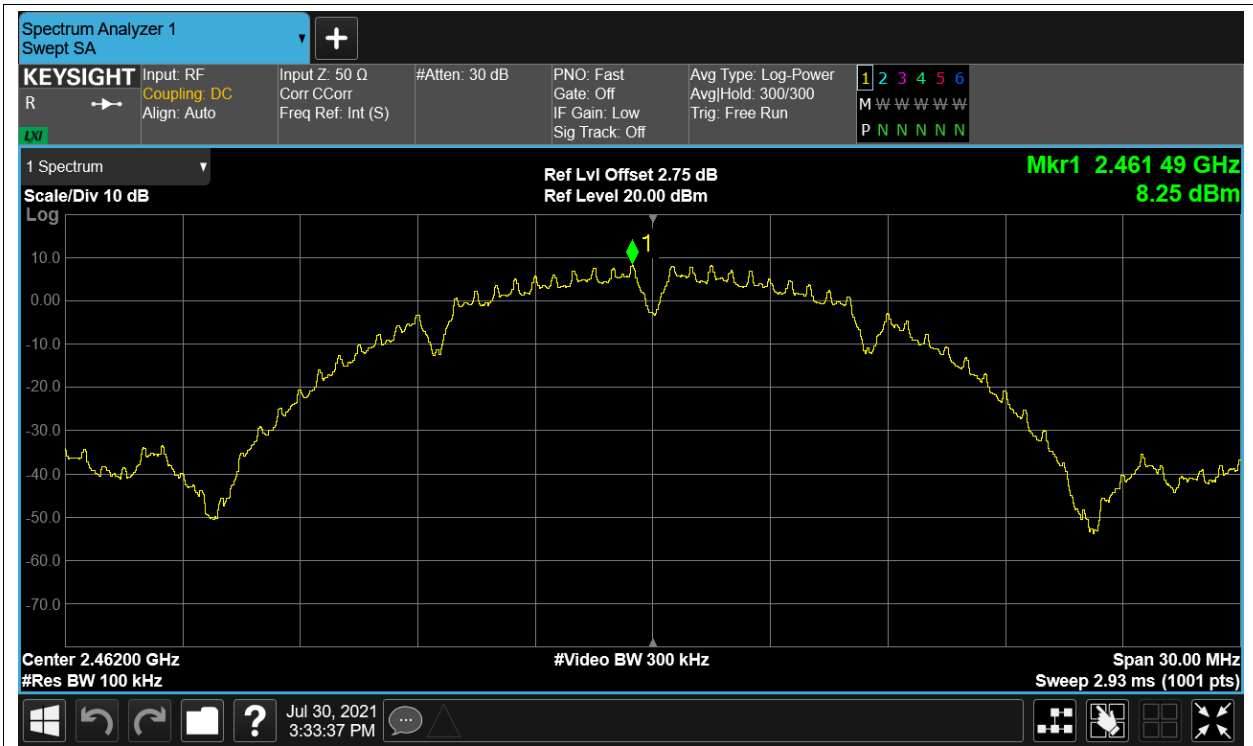 Spectrum Analyzer 1
Swept SA
KEYSIGHT
R
LXI
Input: RF
Coupling: DC
Align: Auto
Input Z: 50 Ω
Corr CCorr
Freq Ref: Int (S)
#Atten: 30 dB
PNO: Fast
Gate: Off
IF Gain: Low
Sig Track: Off
Avg Type: Log-Power
Avg|Hold: 300/300
Trig: Free Run
1 2 3 4 5 6
M W W W W W
P N N N N N
1 Spectrum
Scale/Div 10 dB
Log
Ref Lvl Offset 2.75 dB
Ref Level 20.00 dBm
Mkr1 2.461 49 GHz
8.25 dBm
1
10.0
0.00
-10.0
-20.0
-30.0
-40.0
-50.0
-60.0
-70.0
Center 2.46200 GHz
#Res BW 100 kHz
#Video BW 300 kHz
Span 30.00 MHz
Sweep 2.93 ms (1001 pts)
?
Jul 30, 2021
3:33:37 PM